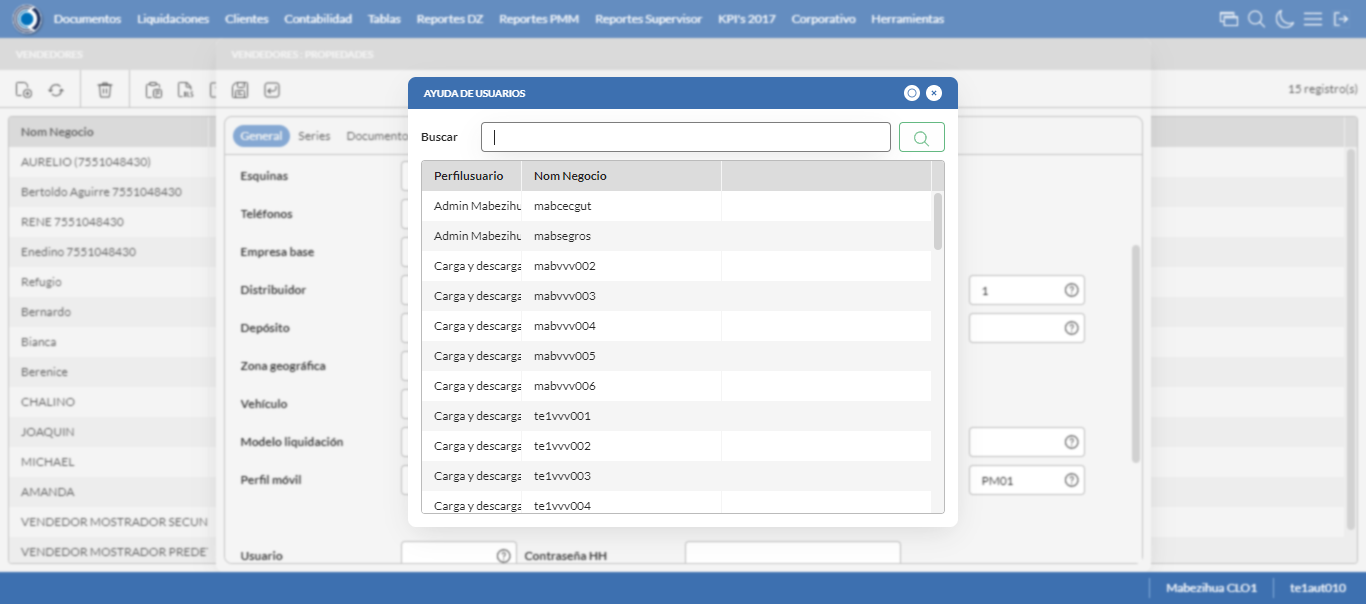 Documentos Liquidaciones Clientes Contabilidad Tablas Reportes DZ Reportes PMM Reportes Supervisor KPI's 2017 Corporativo Herramientas
VENDEDORES
VENDEDORES: PROPIEDADES
15 registro(s)
AYUDA DE USUARIOS
Buscar
Perfilusuario Nom Negocio
Admin Mabezihu mabcecgut
Admin Mabezihu mabsegros
Carga y descarga mabvvv002
Carga y descarga mabvvv003
Carga y descarga mabvvv004
Carga y descarga mabvvv005
Carga y descarga mabvvv006
Carga y descarga te1vvv001
Carga y descarga te1vvv002
Carga y descarga te1vvv003
Carga y descarga te1vvv004
Nom Negocio
AURELIO (7551048430)
Bertoldo Aguirre 7551048430
RENE 7551048430
Enedino 7551048430
Refugio
Bernardo
Bianca
Berenice
CHALINO
JOAQUIN
MICHAEL
AMANDA
VENDEDOR MOSTRADOR SECUN
VENDEDOR MOSTRADOR PREDET
General Series Documento
Esquinas
Teléfonos
Empresa base
Distribuidor 1
Depósito
Zona geográfica
Vehículo
Modelo liquidación
Perfil móvil PM01
Usuario Contraseña HH
Mabezihua CLO1 te1aut010